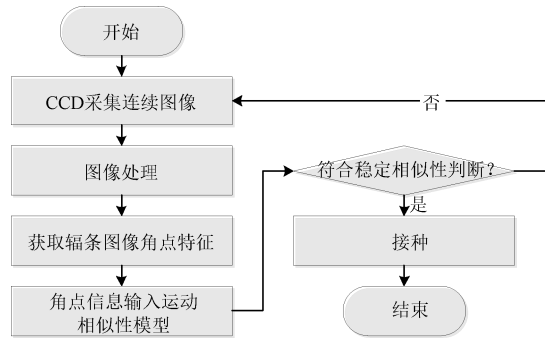 开始
CCD采集连续图像
图像处理
获取辐条图像角点特征
角点信息输入运动
相似性模型
否
符合稳定相似性判断？
是
接种
结束